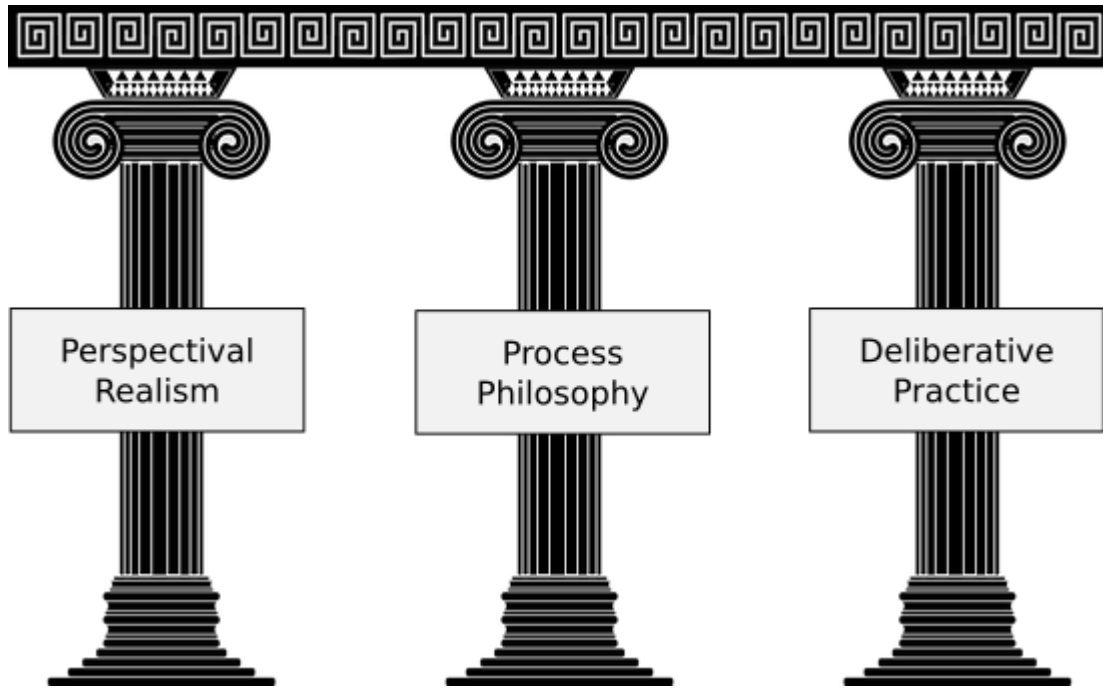 Perspectival
Realism
Process
Philosophy
Deliberative
Practice